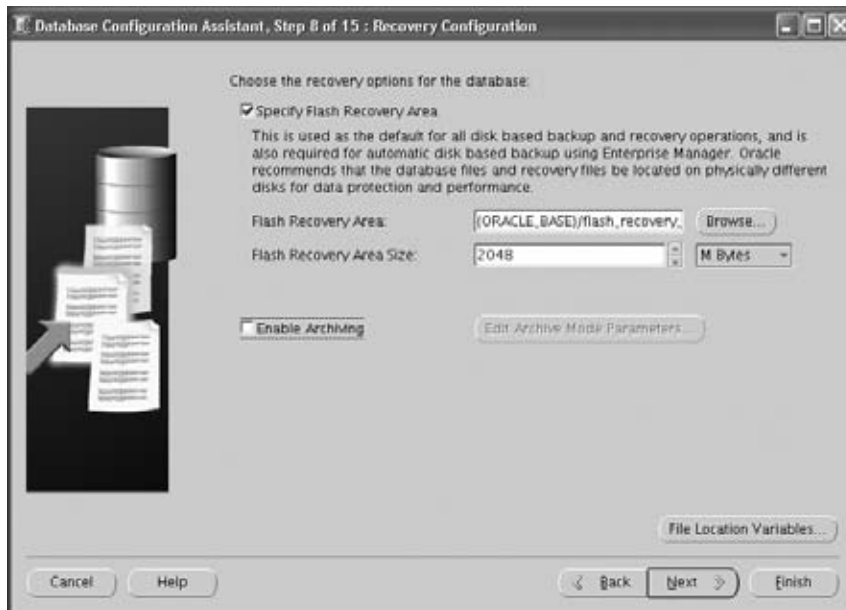 Database Configuration Assistant, Step 8 of 15 : Recovery Configuration
Choose the recovery options for the database:
Specify Flash Recovery Area
This is used as the default for all disk based backup and recovery operations, and is
also required for automatic disk based backup using Enterprise Manager. Oracle
recommends that the database files and recovery files be located on physically different
disks for data protection and performance.
Flash Recovery Area: {ORACLE_BASE}/flash_recovery_ Browse...
Flash Recovery Area Size: 2048 M Bytes
Enable Archiving Edit Archive Mode Parameters...
File Location Variables...
Cancel Help Back Next Finish